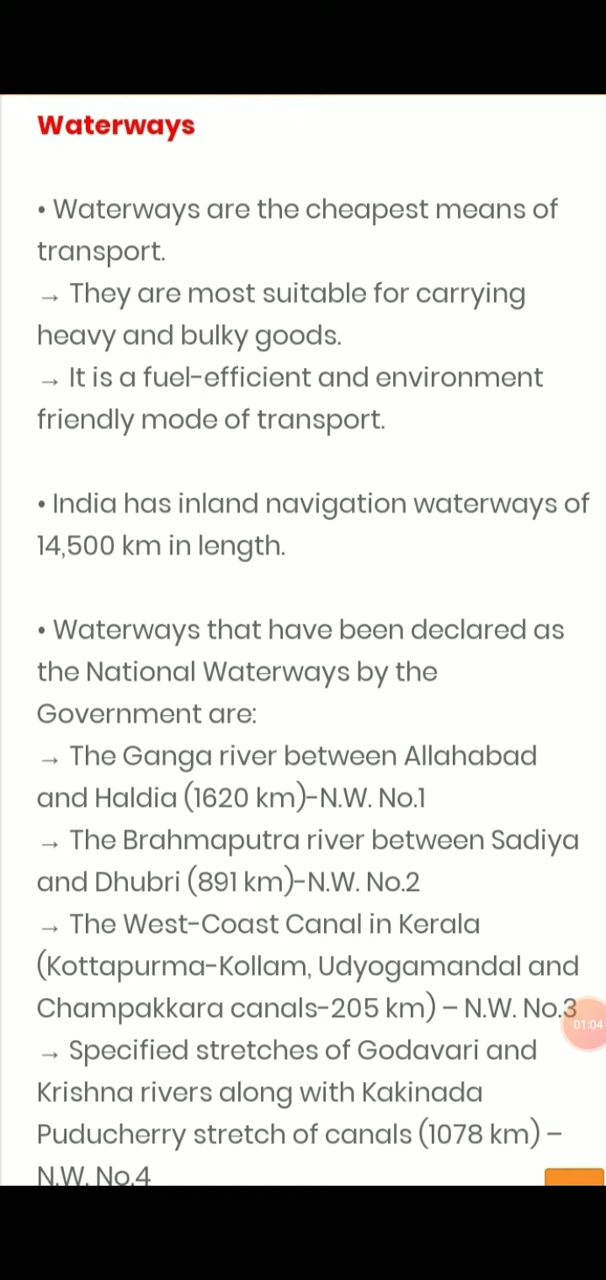 Waterways
• Waterways are the cheapest means of
transport.
→ They are most suitable for carrying
heavy and bulky goods.
→ It is a fuel-efficient and environment
friendly mode of transport.
• India has inland navigation waterways of
14,500 km in length.
• Waterways that have been declared as
the National Waterways by the
Government are:
→ The Ganga river between Allahabad
and Haldia (1620 km)-N.W. No.1
→ The Brahmaputra river between Sadiya
and Dhubri (891 km)-N.W. No.2
→ The West-Coast Canal in Kerala
(Kottapurma-Kollam, Udyogamandal and
Champakkara canals-205 km) – N.W. No.3
01:04
→ Specified stretches of Godavari and
Krishna rivers along with Kakinada
Puducherry stretch of canals (1078 km) –
N.W. No.4